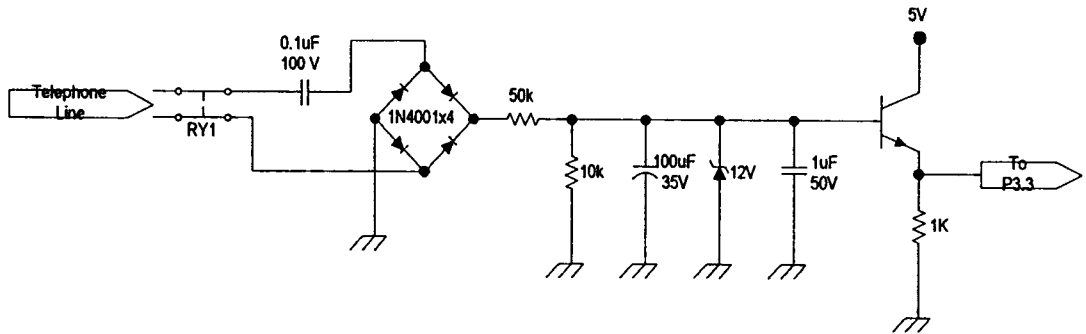 5V
0.1uF
100 V
Telephone
Line
RY1
1N4001x4
50k
10k
100uF
35V
12V
1uF
50V
To
P3.3
1K